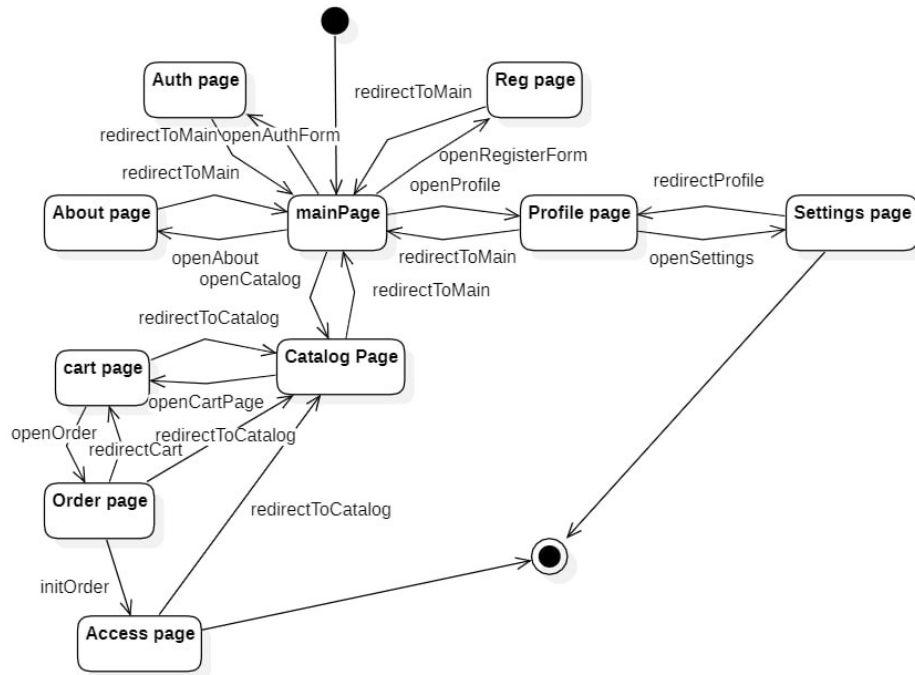 Auth page
Reg page
redirectToMain
redirectToMain
openAuthForm
openRegisterForm
redirectToMain
openProfile
redirectProfile
About page
mainPage
Profile page
Settings page
openAbout
redirectToMain
openSettings
openCatalog
redirectToMain
redirectToCatalog
cart page
Catalog Page
openCartPage
openOrder
redirectCart
redirectToCatalog
Order page
redirectToCatalog
initOrder
Access page